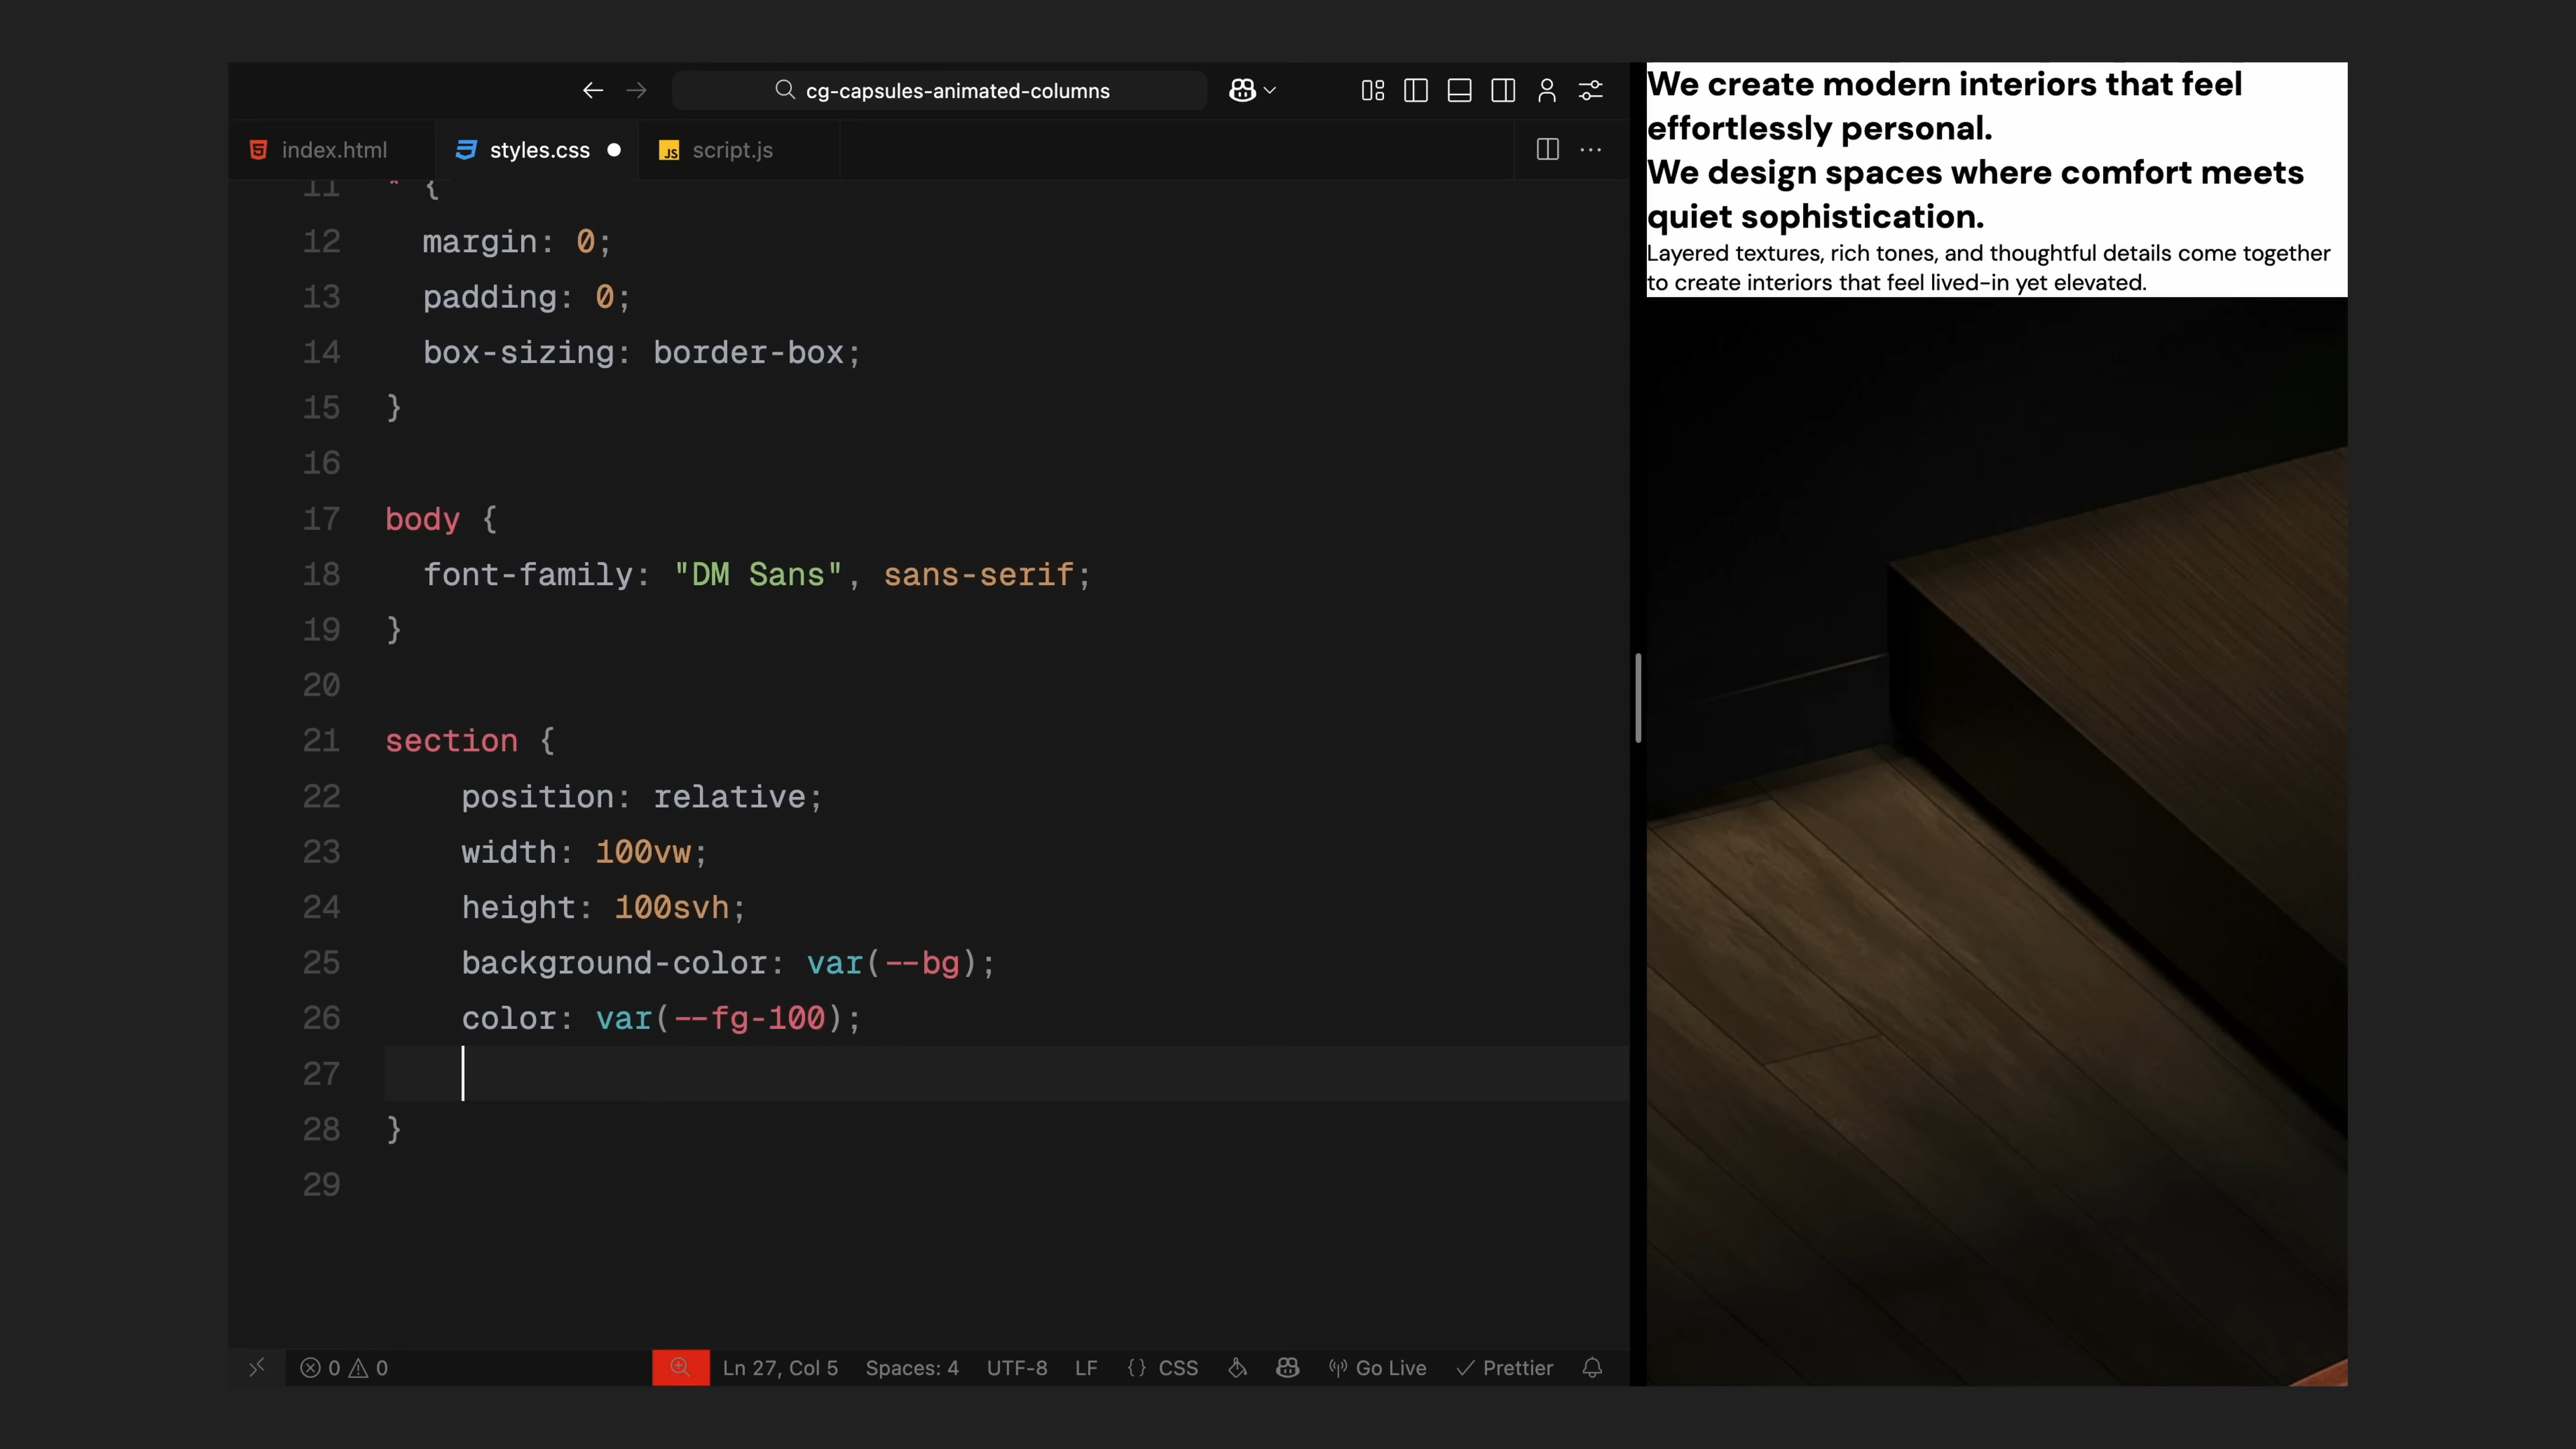 cg-capsules-animated-columns
index.html
styles.css
JS script.js
11 * {
12 margin: 0;
13 padding: 0;
14 box-sizing: border-box;
15 }
16
17 body {
18 font-family: "DM Sans", sans-serif;
19 }
20
21 section {
22 position: relative;
23 width: 100vw;
24 height: 100svh;
25 background-color: var(--bg);
26 color: var(--fg-100);
27
28 }
29
0 0
Ln 27, Col 5
Spaces: 4
UTF-8
LF
{} CSS
Go Live
Prettier
We create modern interiors that feel
effortlessly personal.
We design spaces where comfort meets
quiet sophistication.
Layered textures, rich tones, and thoughtful details come together
to create interiors that feel lived-in yet elevated.